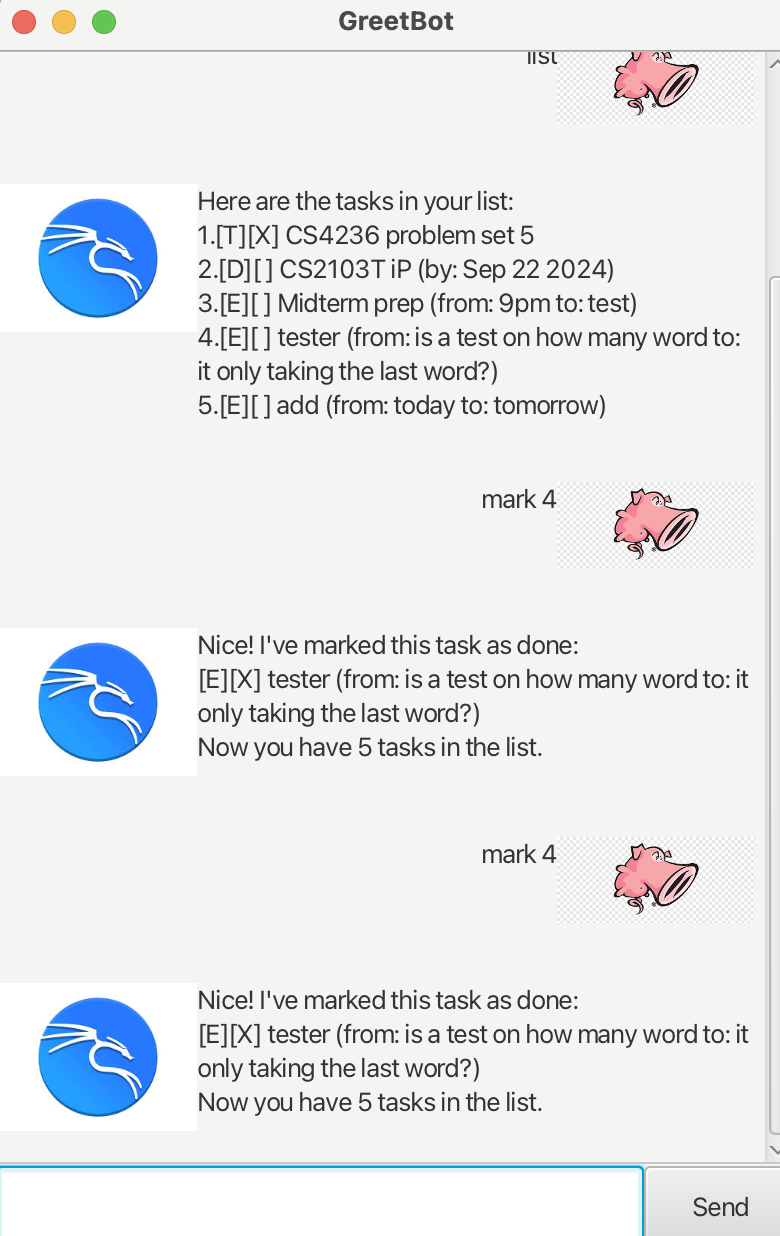 GreetBot
list
Here are the tasks in your list:
1.[T][X] CS4236 problem set 5
2.[D][ ] CS2103T iP (by: Sep 22 2024)
3.[E][ ] Midterm prep (from: 9pm to: test)
4.[E][ ] tester (from: is a test on how many word to:
it only taking the last word?)
5.[E][ ] add (from: today to: tomorrow)
mark 4
Nice! I've marked this task as done:
[E][X] tester (from: is a test on how many word to: it
only taking the last word?)
Now you have 5 tasks in the list.
mark 4
Nice! I've marked this task as done:
[E][X] tester (from: is a test on how many word to: it
only taking the last word?)
Now you have 5 tasks in the list.
Send